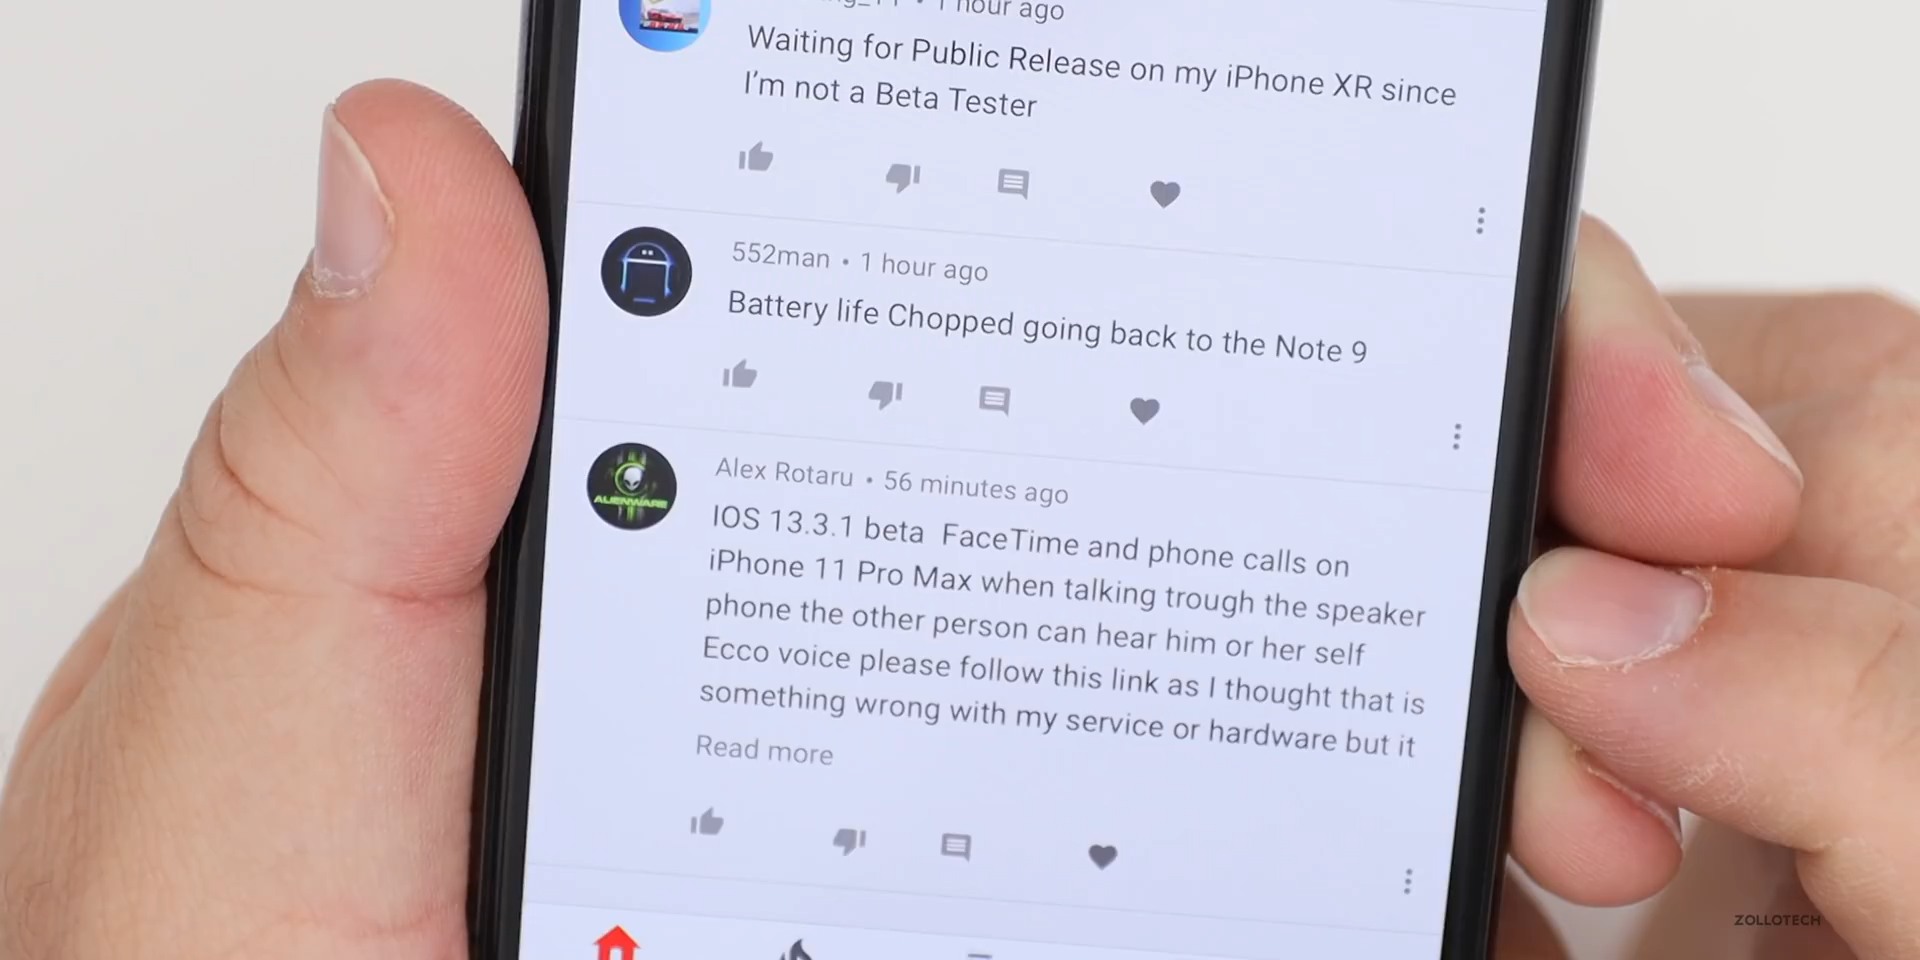 1 hour ago
Waiting for Public Release on my iPhone XR since
I'm not a Beta Tester
552man • 1 hour ago
Battery life Chopped going back to the Note 9
Alex Rotaru • 56 minutes ago
ALIENWARE
IOS 13.3.1 beta FaceTime and phone calls on
iPhone 11 Pro Max when talking trough the speaker
phone the other person can hear him or her self
Ecco voice please follow this link as I thought that is
something wrong with my service or hardware but it
Read more
ZOLLOTECH